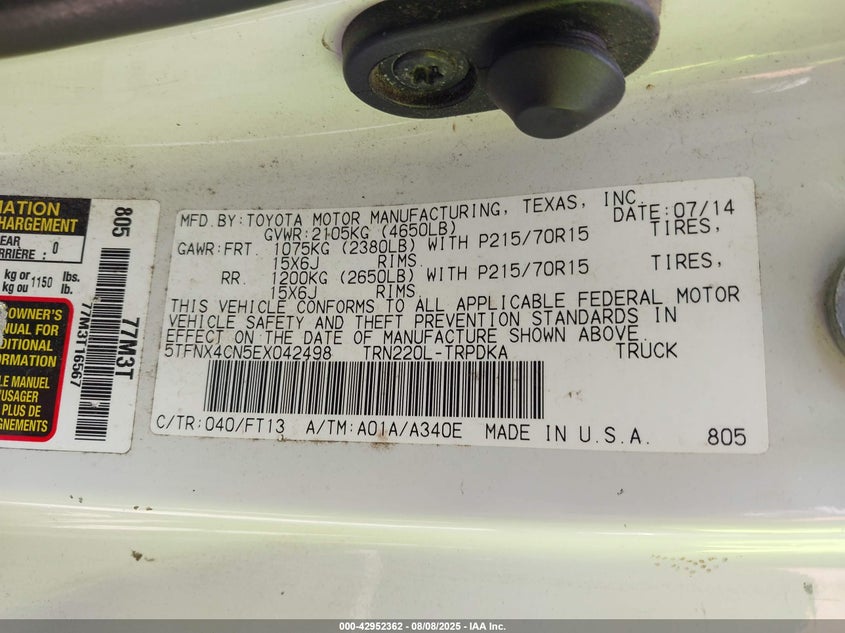 MATION
CHARGEMENT
EAR
RRIÈRE : 0
kg or 1150 lbs.
kg ou lb.
OWNER'S
NUAL FOR
DITIONAL
FORMATION
LE MANUEL
'USAGER
PLUS DE
GNEMENTS
805
77M3T16567
77M3T
MFD.BY:TOYOTA MOTOR MANUFACTURING, TEXAS, INC.
GVWR:2105KG (4650LB) DATE:07/14
GAWR:FRT. 1075KG (2380LB) WITH P215/70R15 TIRES,
15X6J RIMS.
RR. 1200KG (2650LB) WITH P215/70R15 TIRES,
15X6J RIMS.
THIS VEHICLE CONFORMS TO ALL APPLICABLE FEDERAL MOTOR
VEHICLE SAFETY AND THEFT PREVENTION STANDARDS IN
EFFECT ON THE DATE OF MANUFACTURE SHOWN ABOVE.
5TFNX4CN5EX042498 TRN220L-TRPDKA TRUCK
C/TR:040/FT13 A/TM:A01A/A340E MADE IN U.S.A. 805
000-42952362 - 08/08/2025 - IAA Inc.